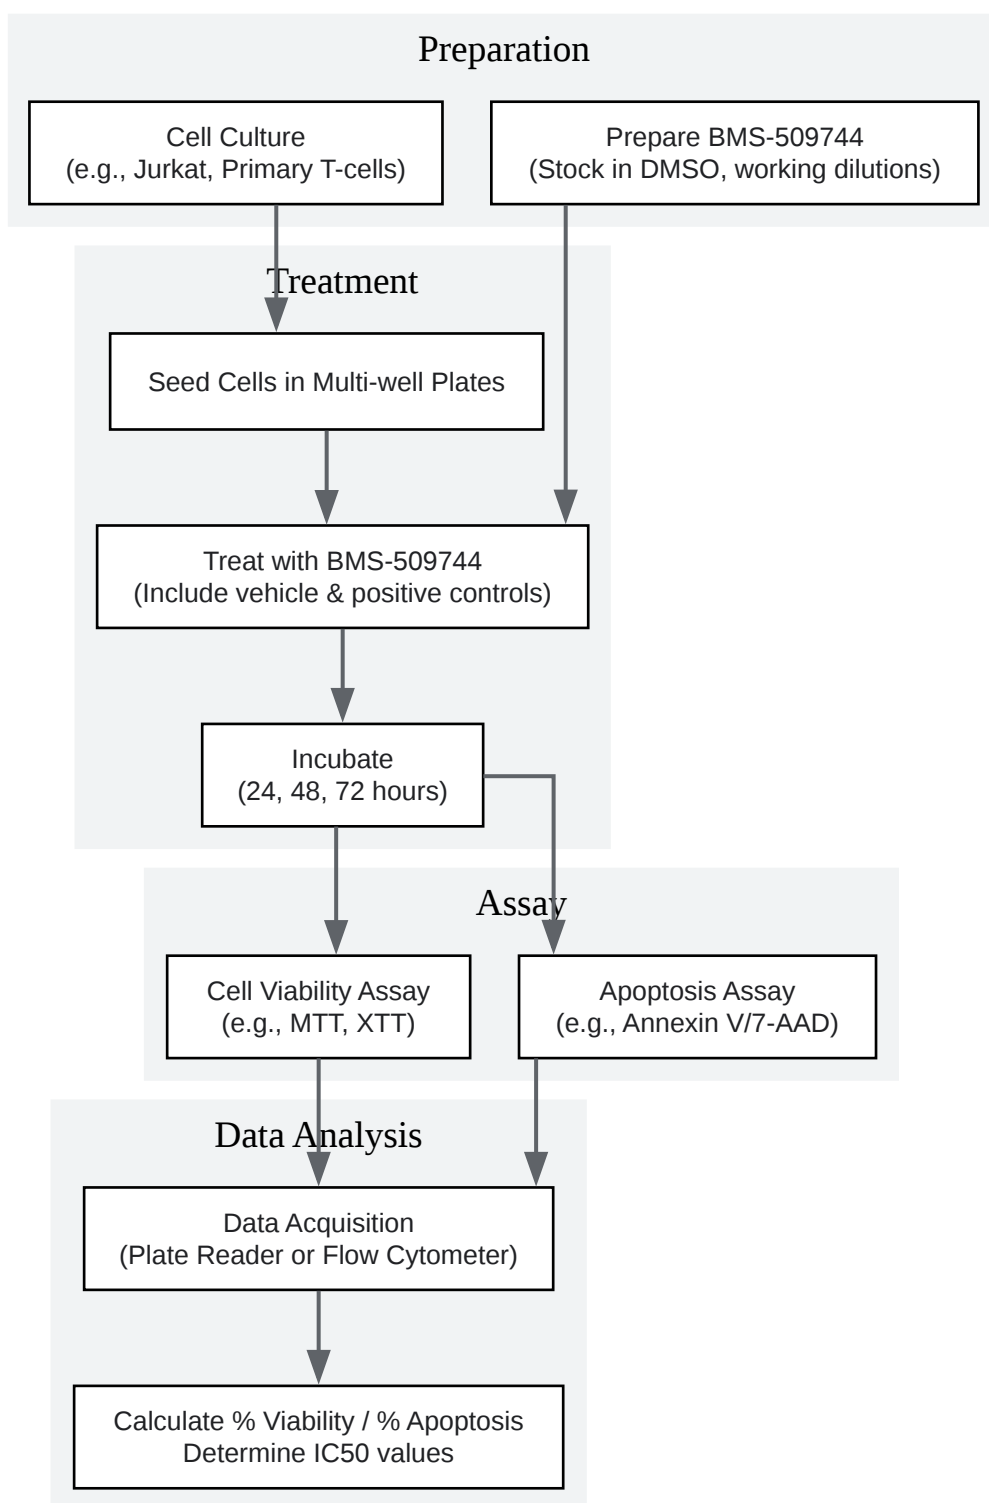 Preparation
Cell Culture
(e.g., Jurkat, Primary T-cells)
Prepare BMS-509744
(Stock in DMSO, working dilutions)
Treatment
Seed Cells in Multi-well Plates
Treat with BMS-509744
(Include vehicle & positive controls)
Incubate
(24, 48, 72 hours)
Assay
Cell Viability Assay
(e.g., MTT, XTT)
Apoptosis Assay
(e.g., Annexin V/7-AAD)
Data Analysis
Data Acquisition
(Plate Reader or Flow Cytometer)
Calculate % Viability / % Apoptosis
Determine IC50 values